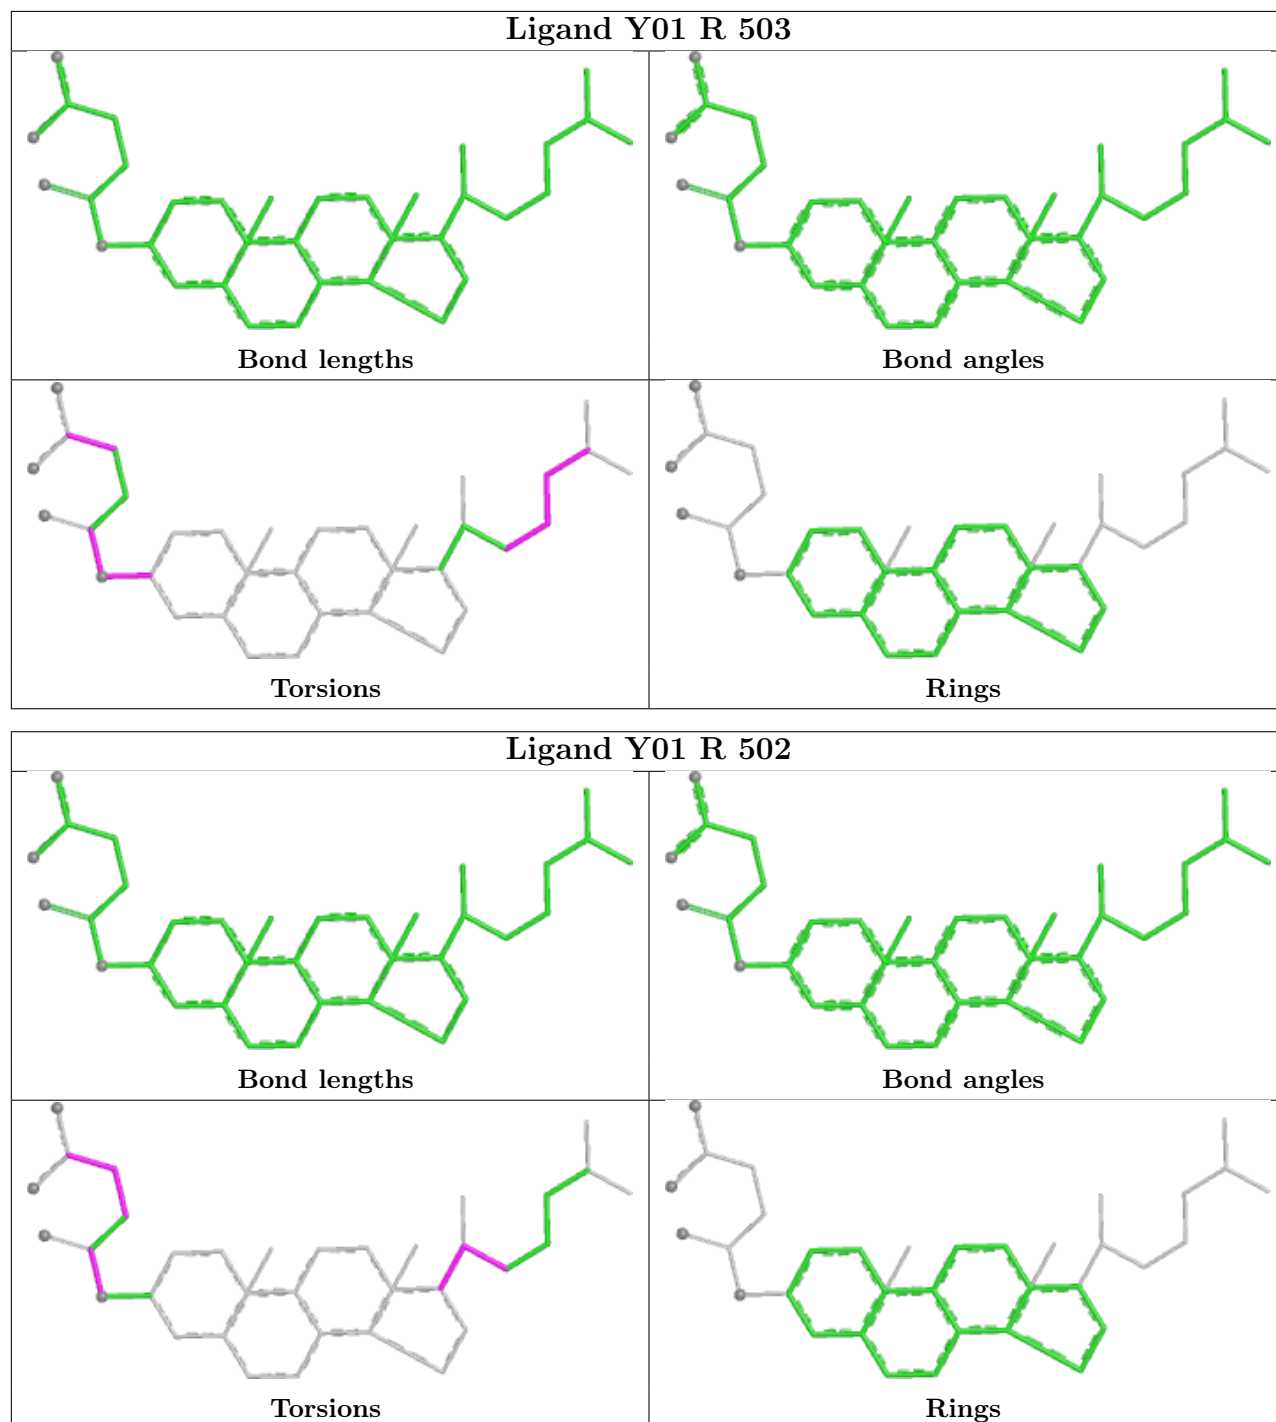 Ligand Y01 R 503
Bond lengths
Bond angles
Torsions
Rings
Ligand Y01 R 502
Bond lengths
Bond angles
Torsions
Rings